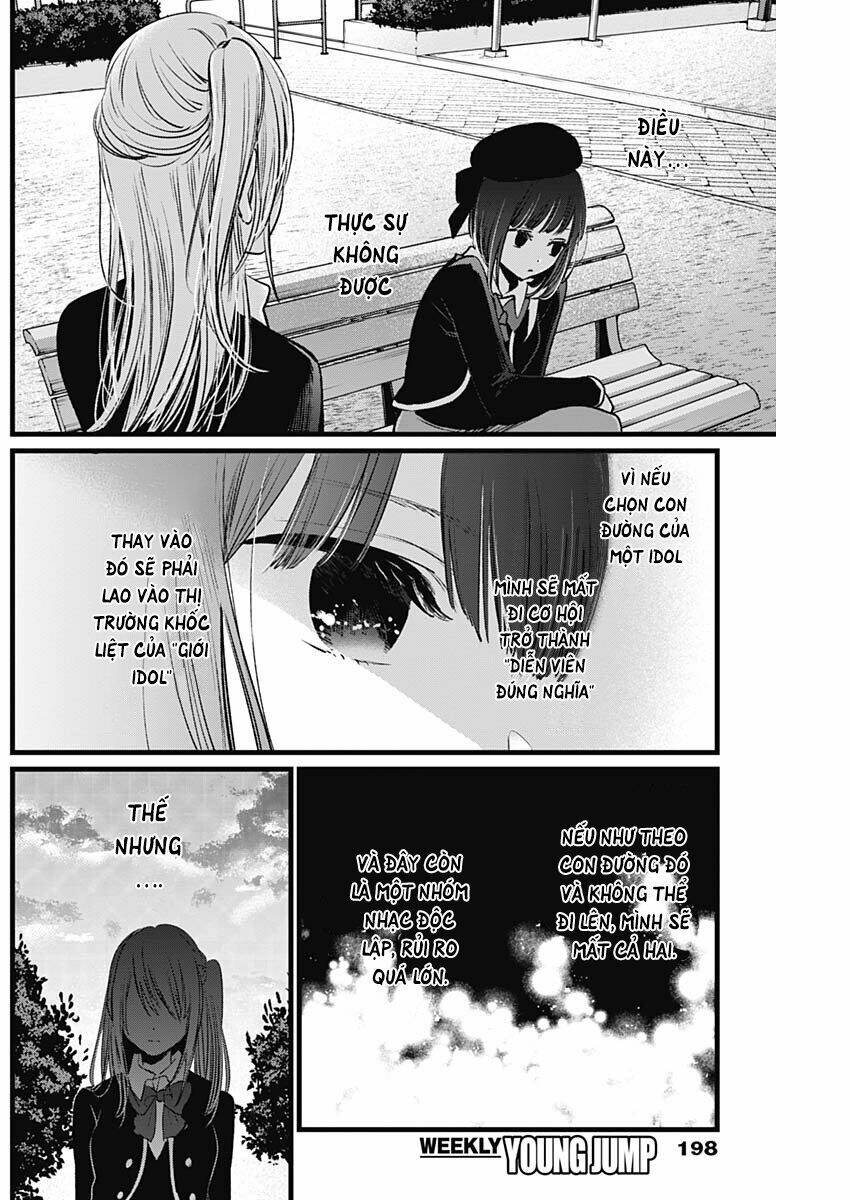 ĐIỀU
NÀY...
THỰC SỰ
KHÔNG
ĐƯỢC
VÌ NẾU
CHỌN CON
ĐƯỜNG CỦA
MỘT IDOL
MÌNH SẼ MẤT
ĐI CƠ HỘI
TRỞ THÀNH
"DIỄN VIÊN
ĐÚNG NGHĨA"
THAY VÀO
ĐÓ SẼ PHẢI
LAO VÀO THỊ
TRƯỜNG KHỐC
LIỆT CỦA "GIỚI
IDOL"
NẾU NHƯ THEO
CON ĐƯỜNG ĐÓ
VÀ KHÔNG THỂ
ĐI LÊN, MÌNH SẼ
MẤT CẢ HAI.
VÀ ĐÂY CÒN
LÀ MỘT NHÓM
NHẠC ĐỘC
LẬP, RỦI RO
QUÁ LỚN.
THẾ
NHƯNG
....
WEEKLY YOUNG JUMP 198